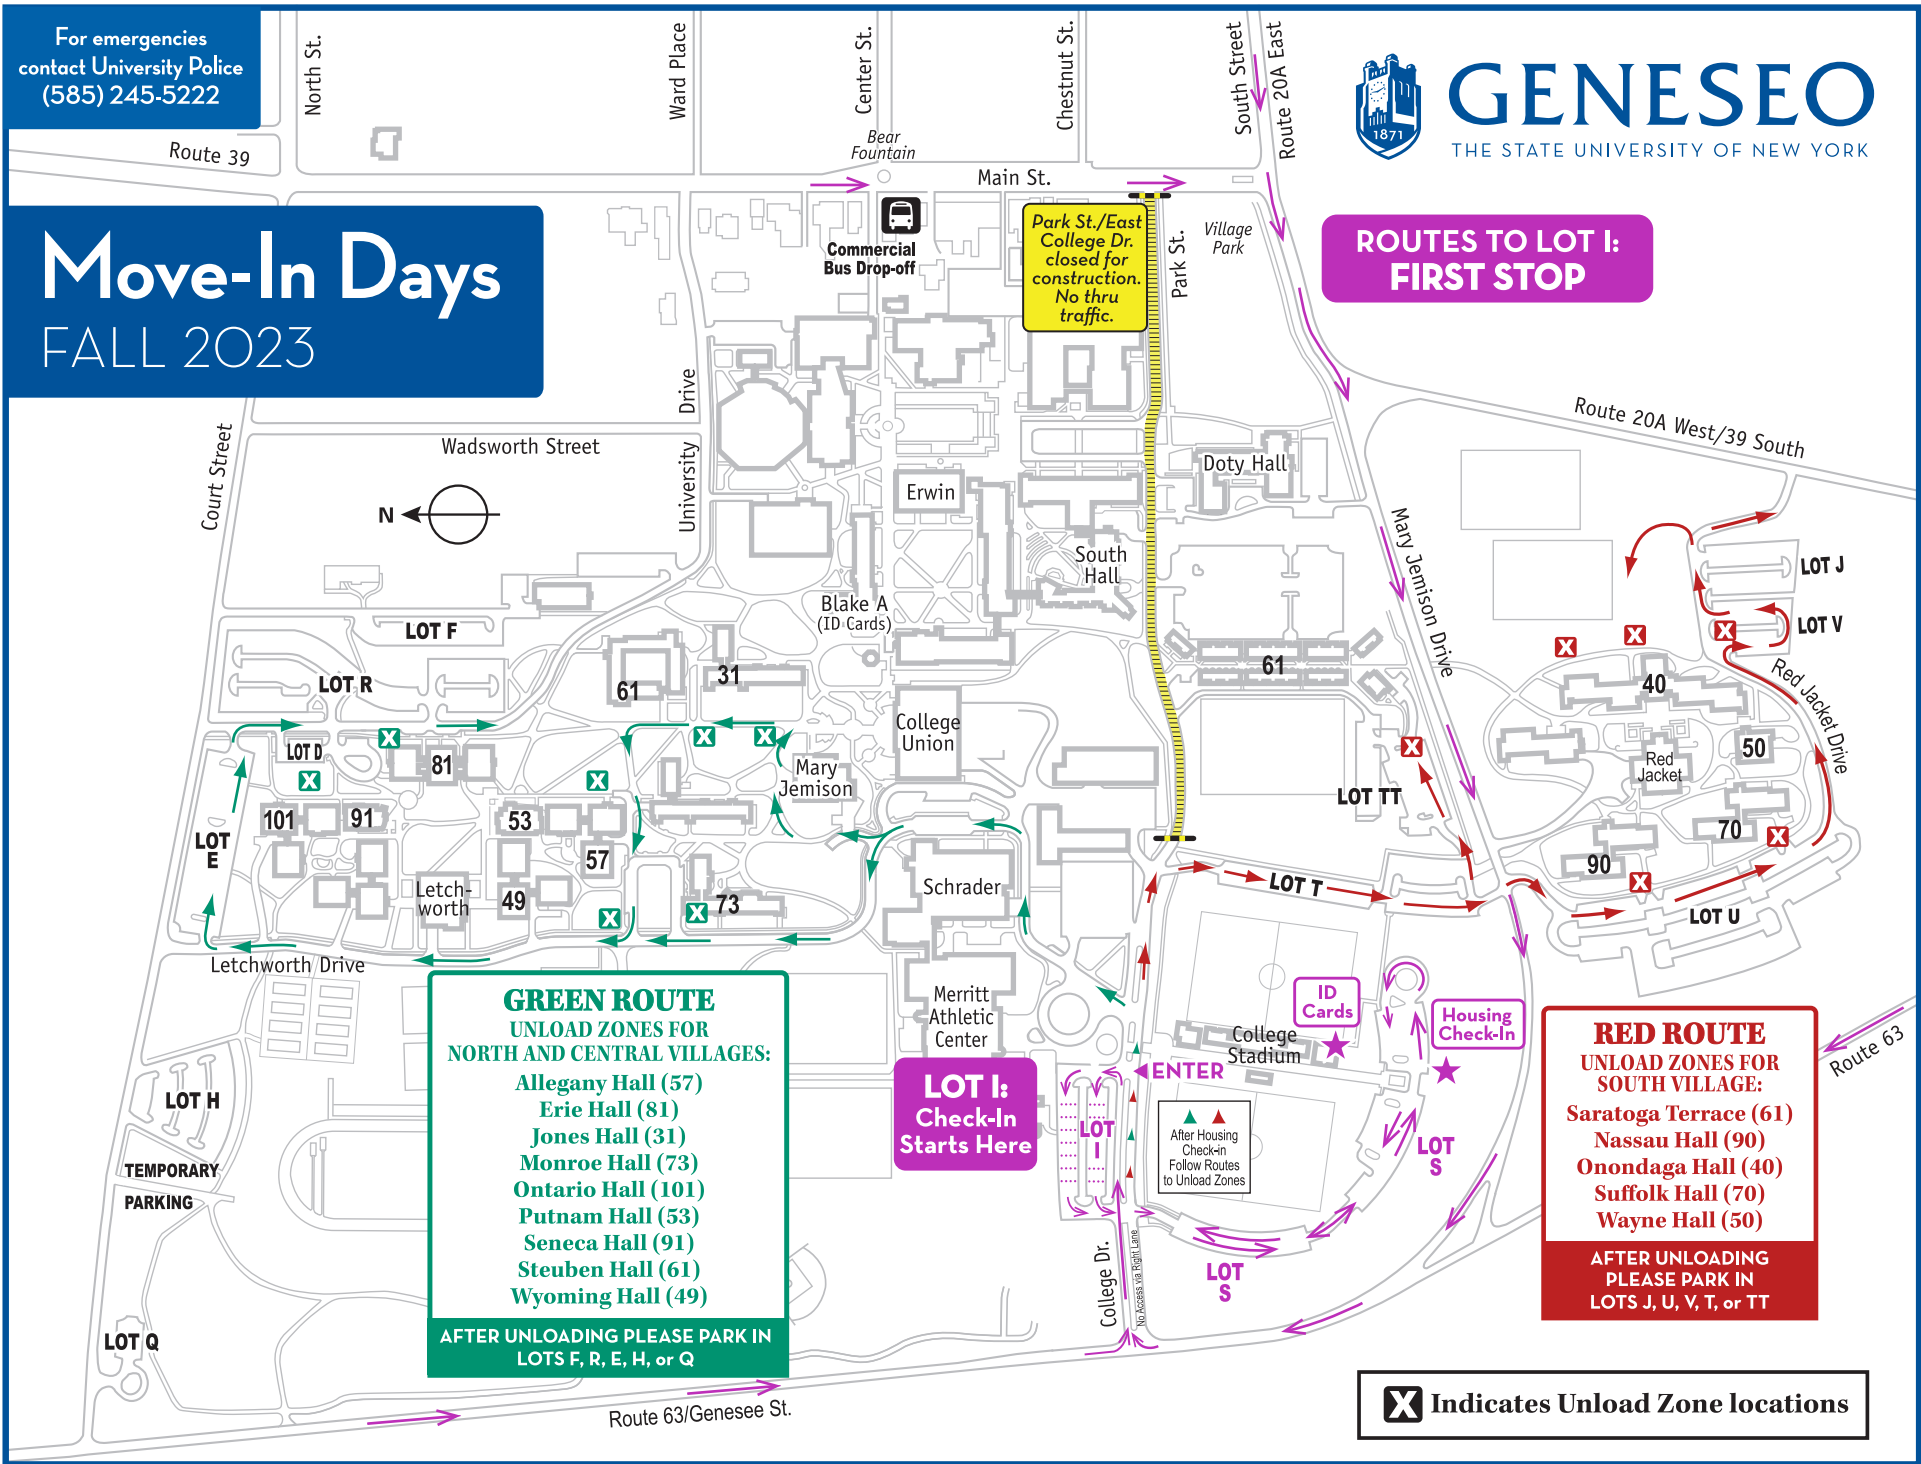 For emergencies
contact University Police
(585) 245-5222
North St.
Ward Place
Center St.
Chestnut St.
South Street
Route 20A East
GENESEO
1871
THE STATE UNIVERSITY OF NEW YORK
Route 39
Bear
Fountain
Main St.
Move-In Days
FALL 2023
Commercial
Bus Drop-off
Park St./East
College Dr.
closed for
construction.
No thru
traffic.
Park St.
Village
Park
ROUTES TO LOT I:
FIRST STOP
Route 20A West/39 South
Court Street
Wadsworth Street
University
Drive
N
Erwin
Doty Hall
South
Hall
Mary Jemison Drive
Blake A
(ID Cards)
LOT F
LOT R
LOT J
LOT V
Red Jacket Drive
61
31
61
40
College
Union
Mary
Jemison
LOT D
X
X
X
X
X
X
X
X
X
X
X
X
X
81
50
Red
Jacket
LOT TT
101
91
53
57
49
LOT
E
Letch-
worth
73
70
90
Schrader
LOT T
LOT U
Letchworth Drive
Merritt
Athletic
Center
ID
Cards
College
Stadium
Housing
Check-In
Route 63
GREEN ROUTE
UNLOAD ZONES FOR
NORTH AND CENTRAL VILLAGES:
Allegany Hall (57)
Erie Hall (81)
Jones Hall (31)
Monroe Hall (73)
Ontario Hall (101)
Putnam Hall (53)
Seneca Hall (91)
Steuben Hall (61)
Wyoming Hall (49)
AFTER UNLOADING PLEASE PARK IN
LOTS F, R, E, H, or Q
LOT I:
Check-In
Starts Here
ENTER
LOT
I
After Housing
Check-in
Follow Routes
to Unload Zones
LOT
S
LOT
S
RED ROUTE
UNLOAD ZONES FOR
SOUTH VILLAGE:
Saratoga Terrace (61)
Nassau Hall (90)
Onondaga Hall (40)
Suffolk Hall (70)
Wayne Hall (50)
AFTER UNLOADING
PLEASE PARK IN
LOTS J, U, V, T, or TT
LOT H
TEMPORARY
PARKING
LOT Q
College Dr.
No Access via Right Lane
Route 63/Genesee St.
X Indicates Unload Zone locations